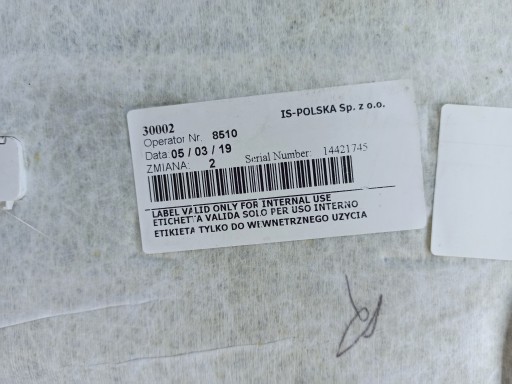 30002
IS-POLSKA Sp. z o.o.
Operator Nr. 8510
Data: 05 / 03 / 19
ZMIANA: 2
Serial Number: 14421745
LABEL VALID ONLY FOR INTERNAL USE
ETICHETTA VALIDA SOLO PER USO INTERNO
ETIKIETA TYLKO DO WEWNETRZNEGO UZYCIA